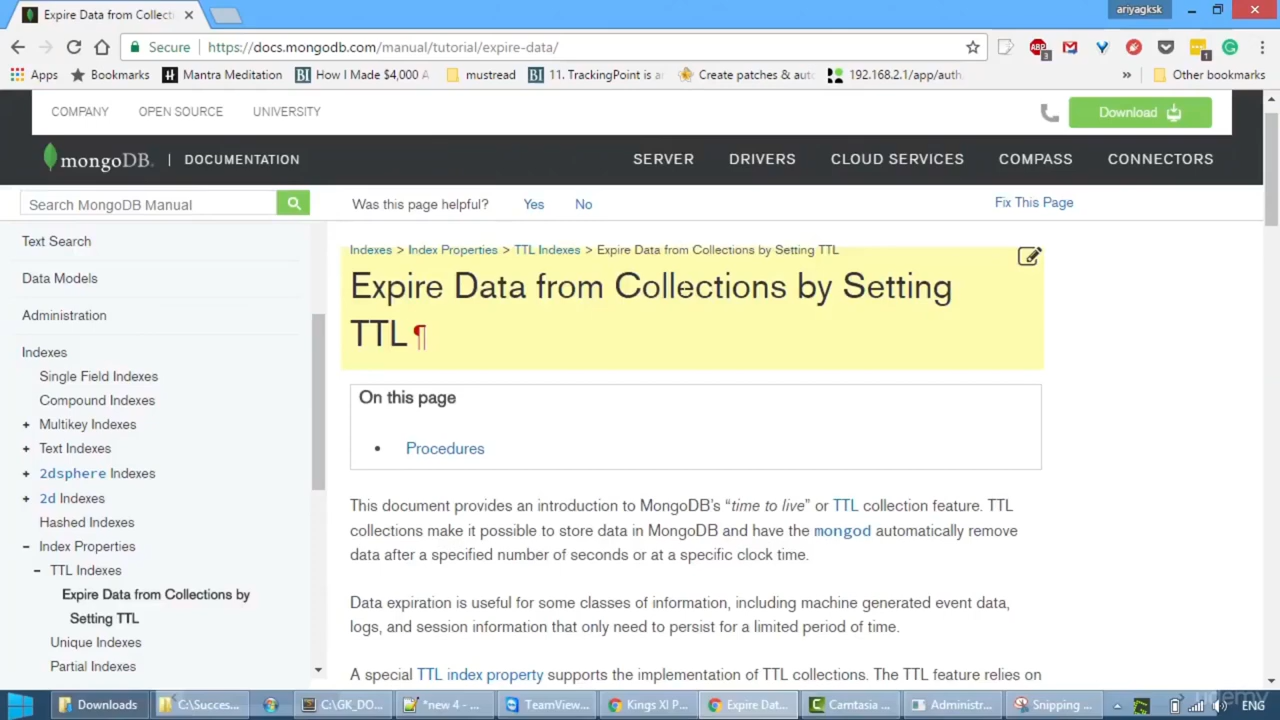 Expire Data from Collecti
ariyagksk
Secure
https://docs.mongodb.com/manual/tutorial/expire-data/
ABP
3
1
Apps
Bookmarks
Mantra Meditation
How I Made $4,000 A
mustread
11. TrackingPoint is a
Create patches & auto
192.168.2.1/app/auth
»
Other bookmarks
COMPANY
OPEN SOURCE
UNIVERSITY
Download
mongoDB. | DOCUMENTATION
SERVER
DRIVERS
CLOUD SERVICES
COMPASS
CONNECTORS
Search MongoDB Manual
Was this page helpful?
Yes
No
Fix This Page
Text Search
Data Models
Administration
Indexes
Single Field Indexes
Compound Indexes
+ Multikey Indexes
+ Text Indexes
+ 2dsphere Indexes
+ 2d Indexes
Hashed Indexes
- Index Properties
- TTL Indexes
Expire Data from Collections by
Setting TTL
Unique Indexes
Partial Indexes
Indexes > Index Properties > TTL Indexes > Expire Data from Collections by Setting TTL
Expire Data from Collections by Setting
TTL ¶
On this page
• Procedures
This document provides an introduction to MongoDB's “time to live” or TTL collection feature. TTL
collections make it possible to store data in MongoDB and have the mongod automatically remove
data after a specified number of seconds or at a specific clock time.
Data expiration is useful for some classes of information, including machine generated event data,
logs, and session information that only need to persist for a limited period of time.
A special TTL index property supports the implementation of TTL collections. The TTL feature relies on
Downloads
C:\Succes...
C:\GK_DO...
*new 4 - ...
TeamView...
Kings XI P...
Expire Dat...
Camtasia ...
Administr...
Snipping ...
ENG
udemy